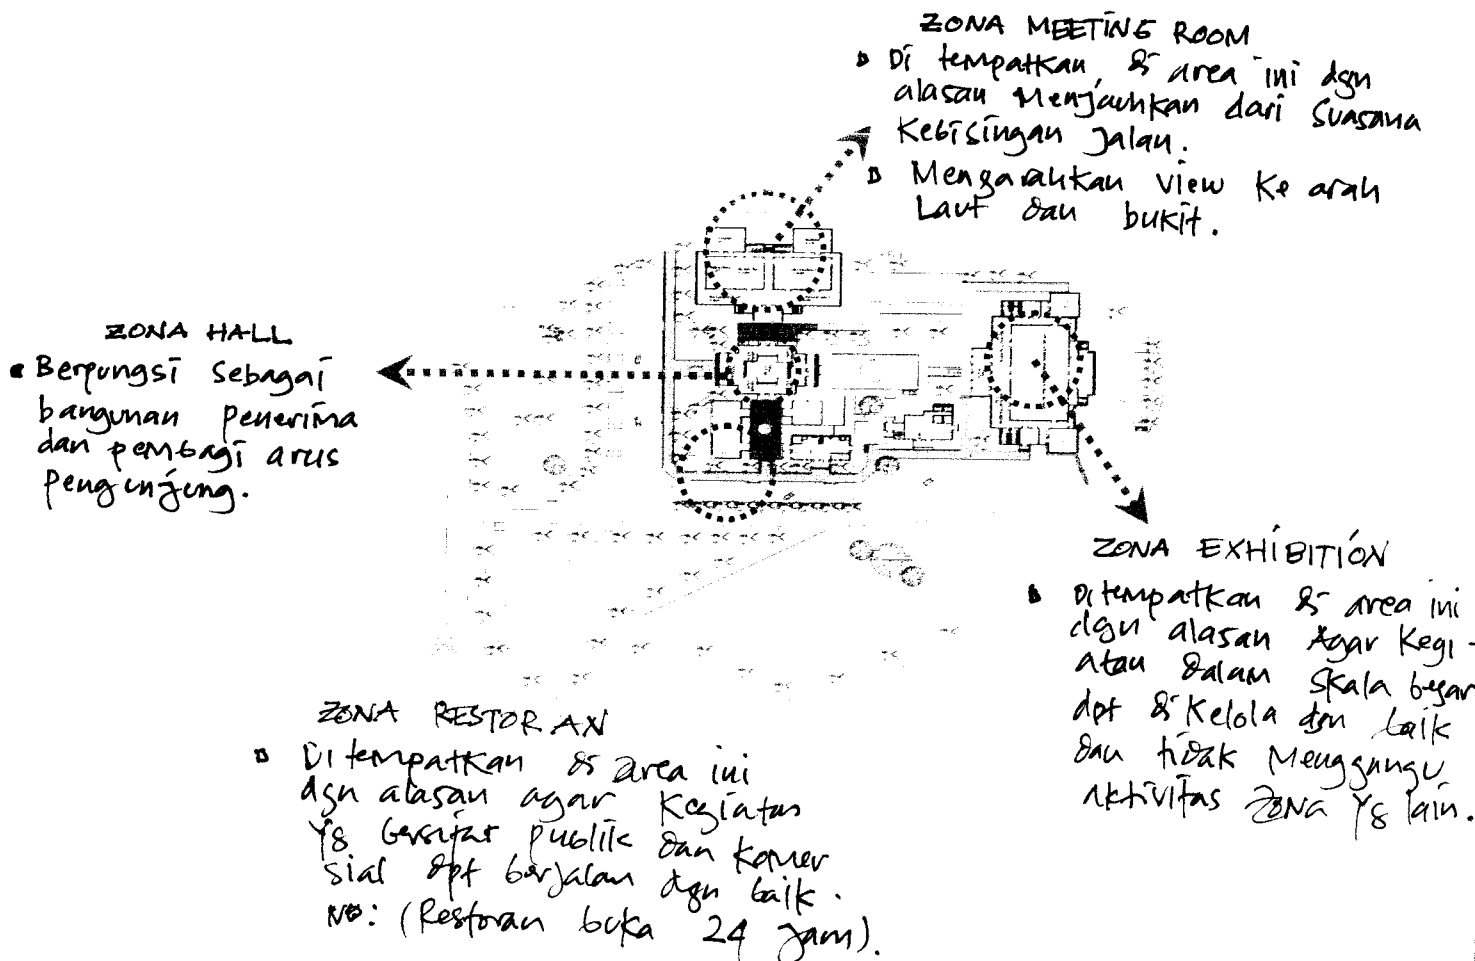 ZONA MEETING ROOM
Di tempatkan di area ini dgn
alasan Menjauhkan dari Suasana
Kebisingan Jalan.
Mengarahkan view Ke arah
Laut dan bukit.
ZONA HALL
Berpungsi Sebagai
bangunan penerima
dan pembagi arus
Pengunjung.
ZONA EXHIBITION
Ditempatkan di area ini
dgn alasan Agar Kegi-
atan dalam Skala besar
dpt di Kelola dgn baik
dan tidak Menggungu
aktivitas ZONA Yg lain.
ZONA RESTORAN
Di tempatkan di area ini
dgn alasan agar Kegiatan
Yg bersifat publik dan Komer
sial dpt berjalan dgn baik.
NB: (Restoran buka 24 Jam).